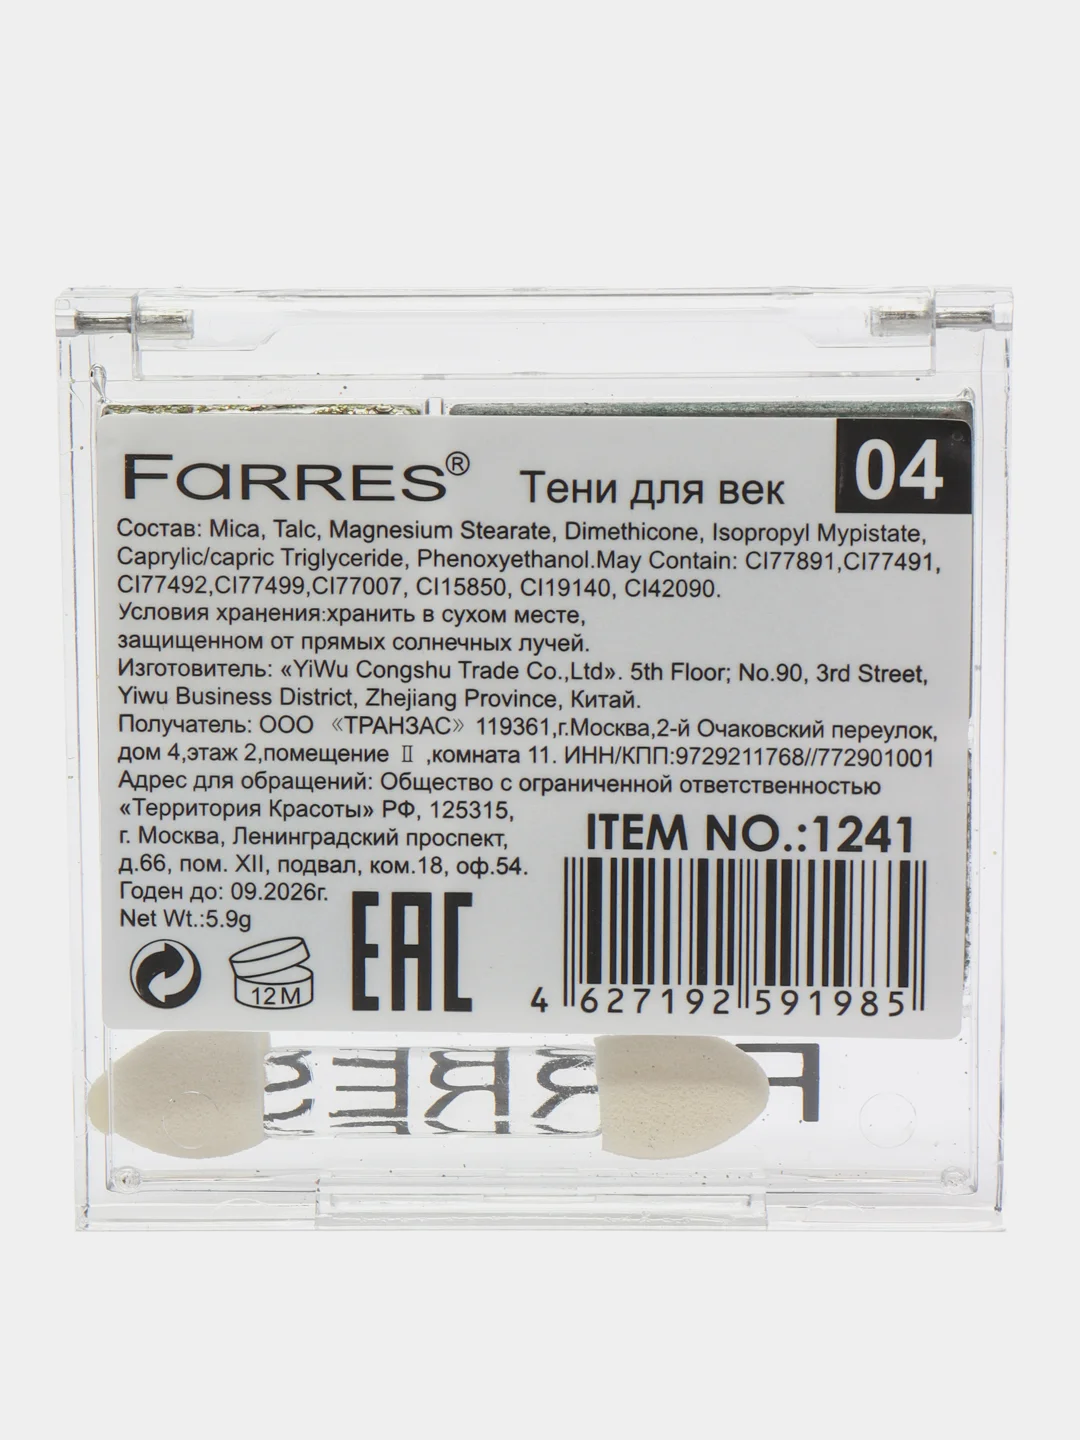 FARRES®
Тени для век
04
Состав: Mica, Talc, Magnesium Stearate, Dimethicone, Isopropyl Mypistate,
Caprylic/capric Triglyceride, Phenoxyethanol.May Contain: CI77891,CI77491,
CI77492,CI77499,CI77007, CI15850, CI19140, CI42090.
Условия хранения:хранить в сухом месте,
защищенном от прямых солнечных лучей.
Изготовитель: «YiWu Congshu Trade Co.,Ltd». 5th Floor; No.90, 3rd Street,
Yiwu Business District, Zhejiang Province, Китай.
Получатель: ООО 《ТРАНЗАС》 119361,г.Москва,2-й Очаковский переулок,
дом 4,этаж 2,помещение Ⅱ ,комната 11. ИНН/КПП:9729211768//772901001
Адрес для обращений: Общество с ограниченной ответственностью
«Территория Красоты» РФ, 125315,
г. Москва, Ленинградский проспект,
д.66, пом. XII, подвал, ком.18, оф.54.
Годен до: 09.2026г.
Net Wt.:5.9g
12M
EAC
ITEM NO.:1241
4 627192 591985
FARRES